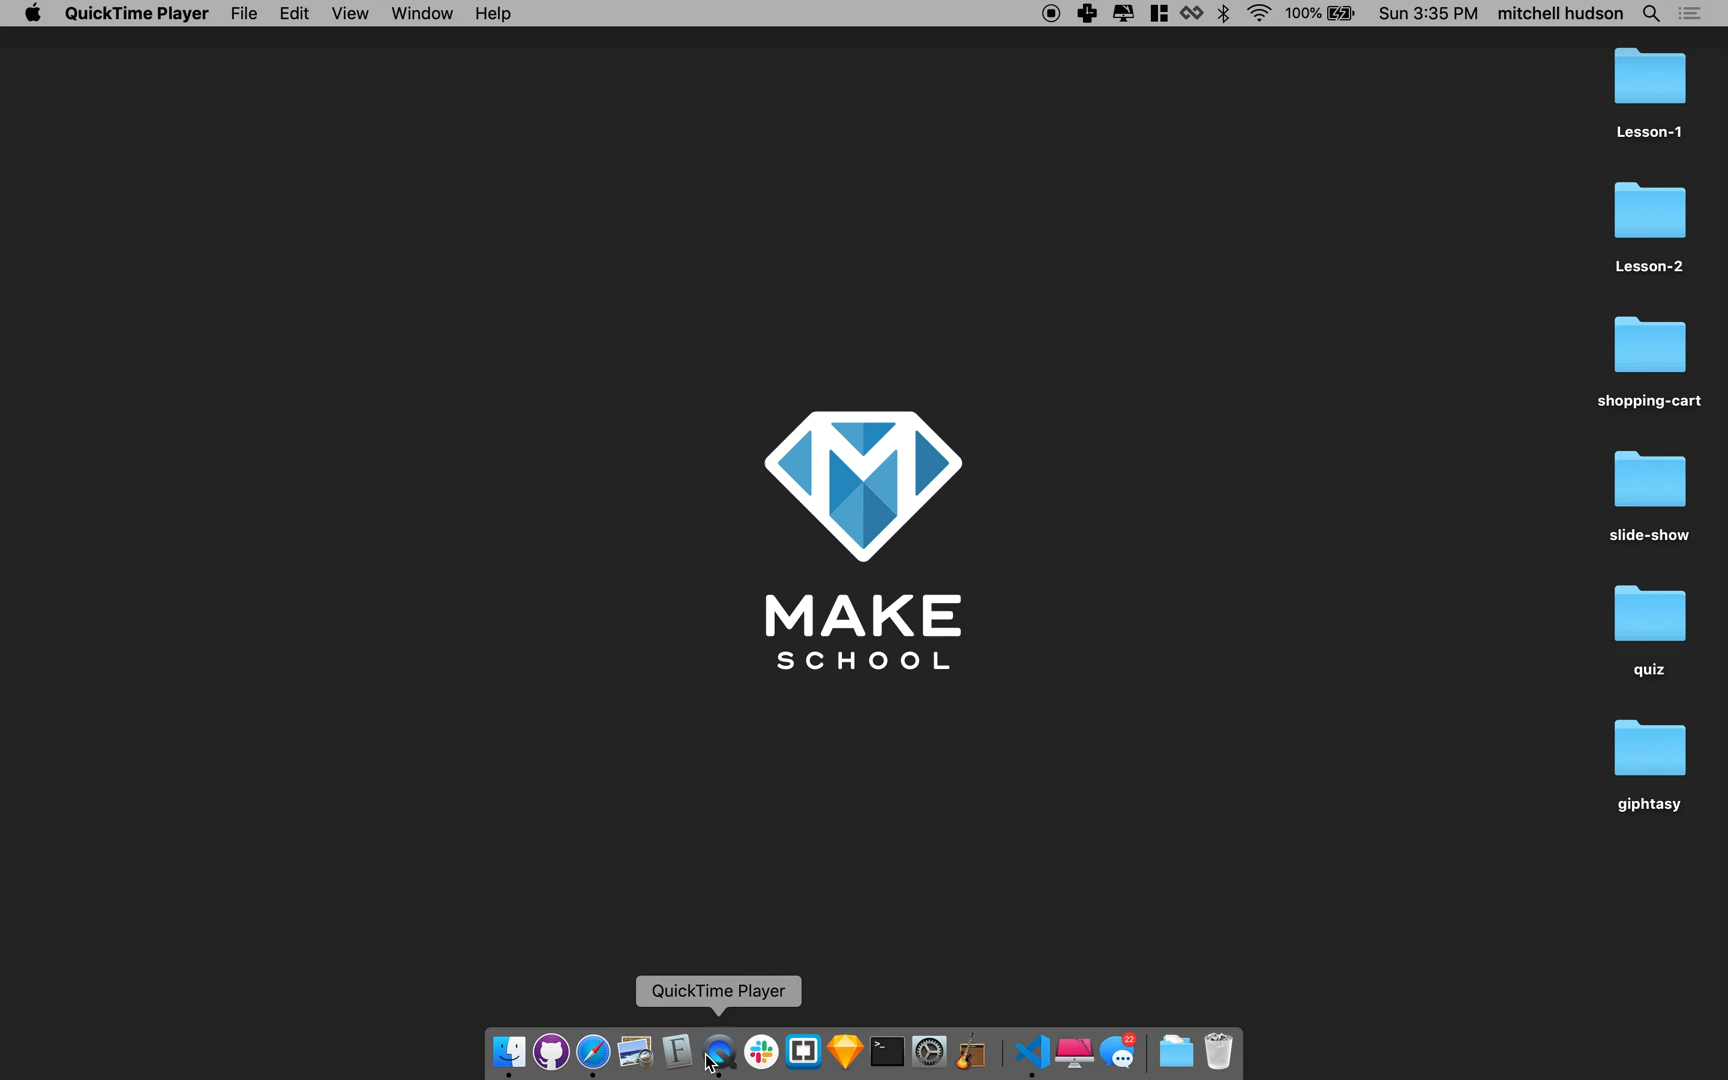 QuickTime Player File Edit View Window Help 100% Sun 3:35 PM mitchell hudson
Lesson-1
Lesson-2
shopping-cart
slide-show
quiz
giphtasy
MAKE
SCHOOL
QuickTime Player
22